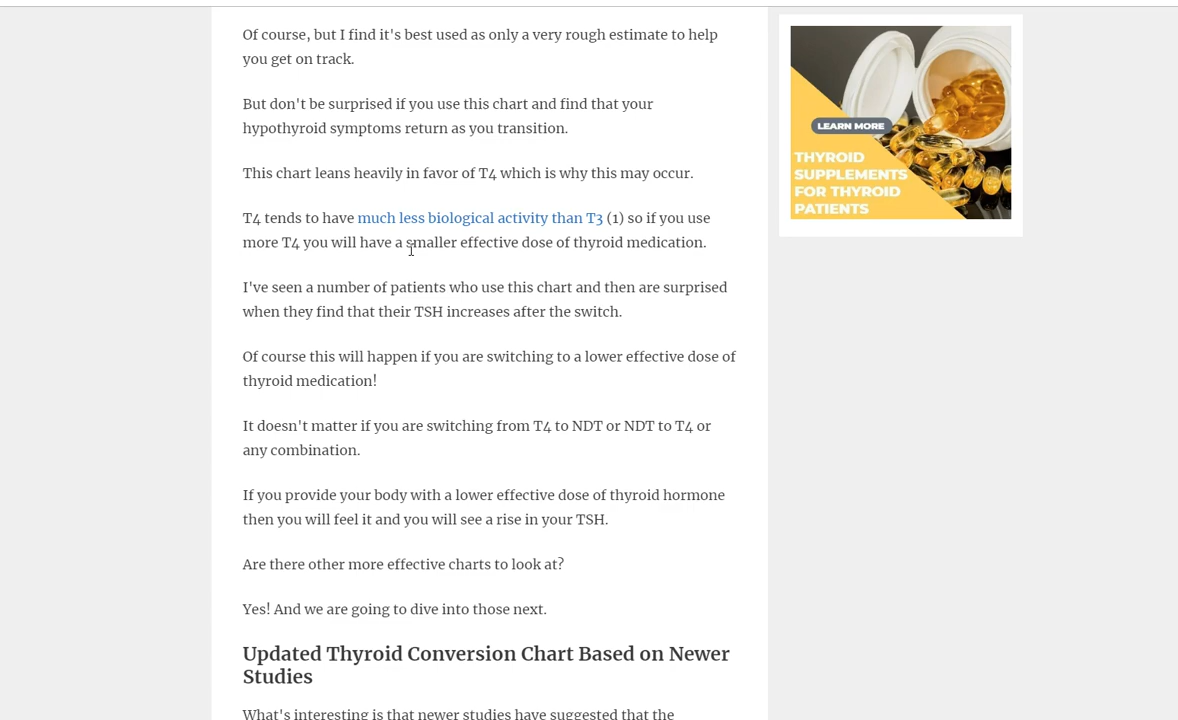 Of course, but I find it's best used as only a very rough estimate to help
you get on track.
But don't be surprised if you use this chart and find that your
hypothyroid symptoms return as you transition.
This chart leans heavily in favor of T4 which is why this may occur.
T4 tends to have much less biological activity than T3 (1) so if you use
more T4 you will have a smaller effective dose of thyroid medication.
I've seen a number of patients who use this chart and then are surprised
when they find that their TSH increases after the switch.
Of course this will happen if you are switching to a lower effective dose of
thyroid medication!
It doesn't matter if you are switching from T4 to NDT or NDT to T4 or
any combination.
If you provide your body with a lower effective dose of thyroid hormone
then you will feel it and you will see a rise in your TSH.
Are there other more effective charts to look at?
Yes! And we are going to dive into those next.
Updated Thyroid Conversion Chart Based on Newer
Studies
What's interesting is that newer studies have suggested that the
LEARN MORE
THYROID
SUPPLEMENTS
FOR THYROID
PATIENTS